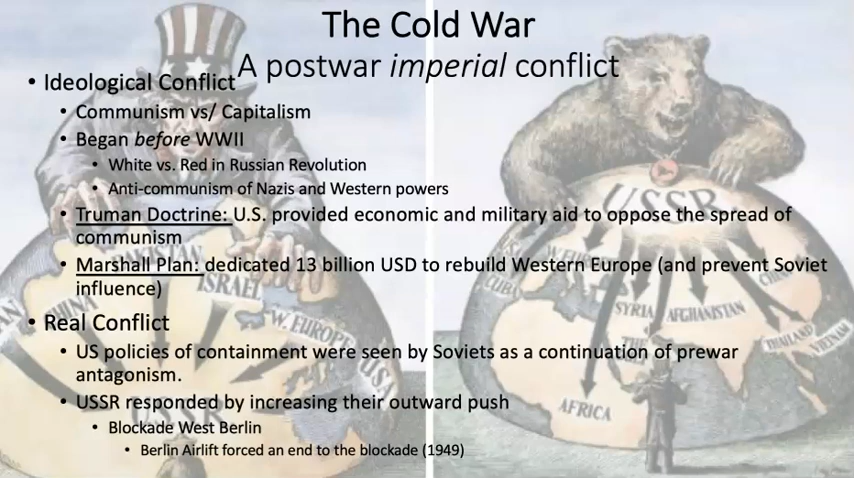 The Cold War
A postwar imperial conflict
• Ideological Conflict
• Communism vs/ Capitalism
• Began before WWII
• White vs. Red in Russian Revolution
• Anti-communism of Nazis and Western powers
• Truman Doctrine: U.S. provided economic and military aid to oppose the spread of
communism
• Marshall Plan: dedicated 13 billion USD to rebuild Western Europe (and prevent Soviet
influence)
• Real Conflict
• US policies of containment were seen by Soviets as a continuation of prewar
antagonism.
• USSR responded by increasing their outward push
• Blockade West Berlin
• Berlin Airlift forced an end to the blockade (1949)
CHINA
PAKISTAN
ISRAEL
W. EUROPE
USA
USSR
USSR
W. EUROPE
CUBA
SYRIA
AFGHANISTAN
THAILAND
VIETNAM
AFRICA